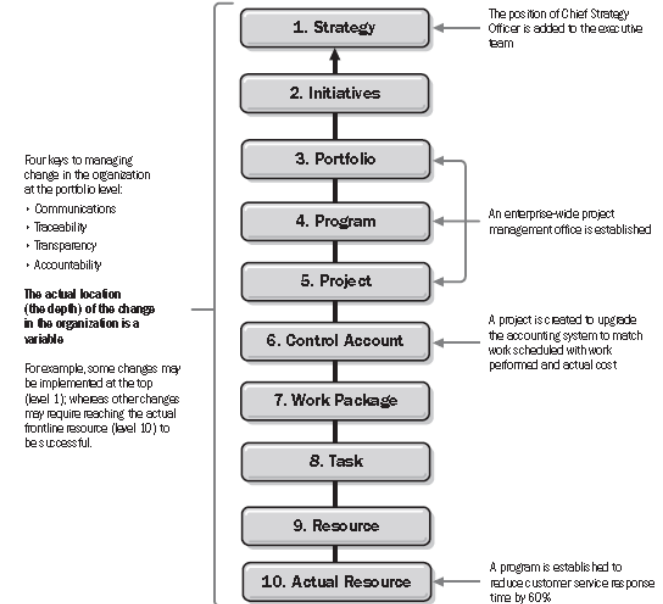 1. Strategy
2. Initiatives
3. Portfolio
4. Program
5. Project
6. Control Account
7. Work Package
8. Task
9. Resource
10. Actual Resource
Four keys to managing
change in the organization
at the portfolio level:
• Communications
• Traceability
• Transparency
• Accountability
The actual location
(the depth) of the change
in the organization is a
variable
For example, some changes may
be implemented at the top
(level 1); whereas other changes
may require reaching the actual
frontline resource (level 10) to
be successful.
The position of Chief Strategy
Officer is added to the executive
team
An enterprise-wide project
management office is established
A project is created to upgrade
the accounting system to match
work scheduled with work
performed and actual cost
A program is established to
reduce customer service response
time by 60%